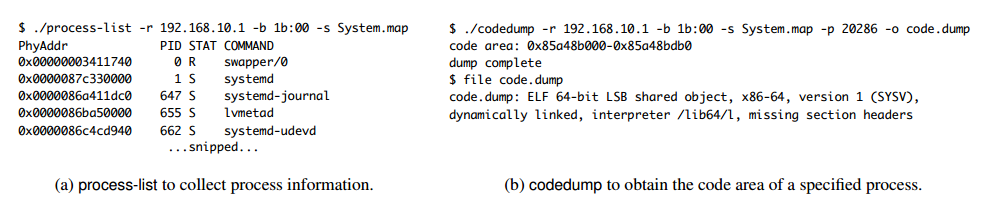 $ ./process-list -r 192.168.10.1 -b 1b:00 -s System.map
PhyAddr PID STAT COMMAND
0x00000003411740 0 R swapper/0
0x0000087c330000 1 S systemd
0x0000086a411dc0 647 S systemd-journal
0x0000086ba50000 655 S lvmetad
0x0000086c4cd940 662 S systemd-udevd
...snipped...
(a) process-list to collect process information.
$ ./codedump -r 192.168.10.1 -b 1b:00 -s System.map -p 20286 -o code.dump
code area: 0x85a48b000-0x85a48bdb0
dump complete
$ file code.dump
code.dump: ELF 64-bit LSB shared object, x86-64, version 1 (SYSV),
dynamically linked, interpreter /lib64/l, missing section headers
(b) codedump to obtain the code area of a specified process.